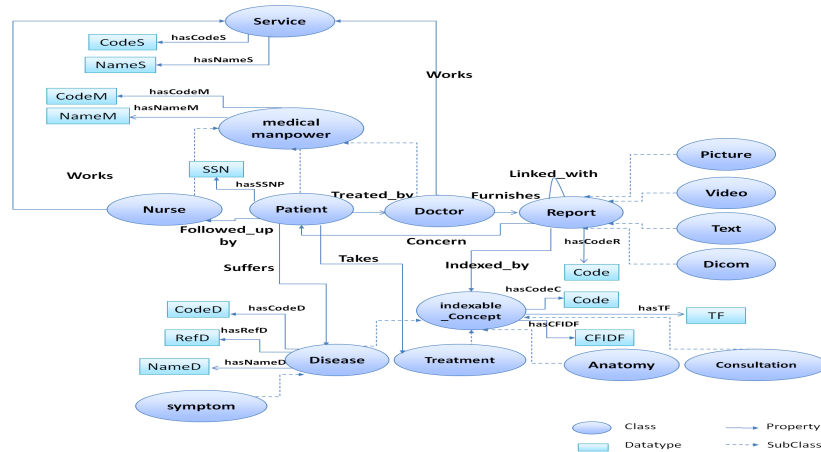 Service
hasCodeS
CodeS
hasNameS
NameS
Works
hasCodeM
CodeM
hasNameM
NameM
medical
manpower
Picture
Linked_with
SSN
hasSSNP
Works
Treated_by
Furnishes
Video
Nurse
Patient
Doctor
Report
Text
Followed_up
by
Concern
hasCodeR
Suffers
Takes
Indexed_by
Code
Dicom
hasCodeC
Code
CodeD
hasCodeD
indexable
_Concept
hasTF
TF
RefD
hasRefD
hasCFIDF
CFIDF
NameD
hasNameD
Disease
Treatment
Anatomy
Consultation
symptom
Class
Property
Datatype
SubClass